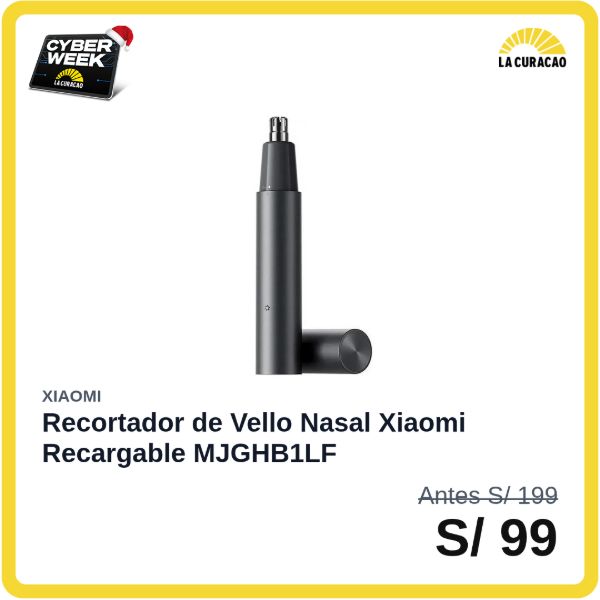 CYBER
WEEK
LA CURACAO
LA CURACAO
XIAOMI
Recortador de Vello Nasal Xiaomi
Recargable MJGHB1LF
Antes S/ 199
S/ 99